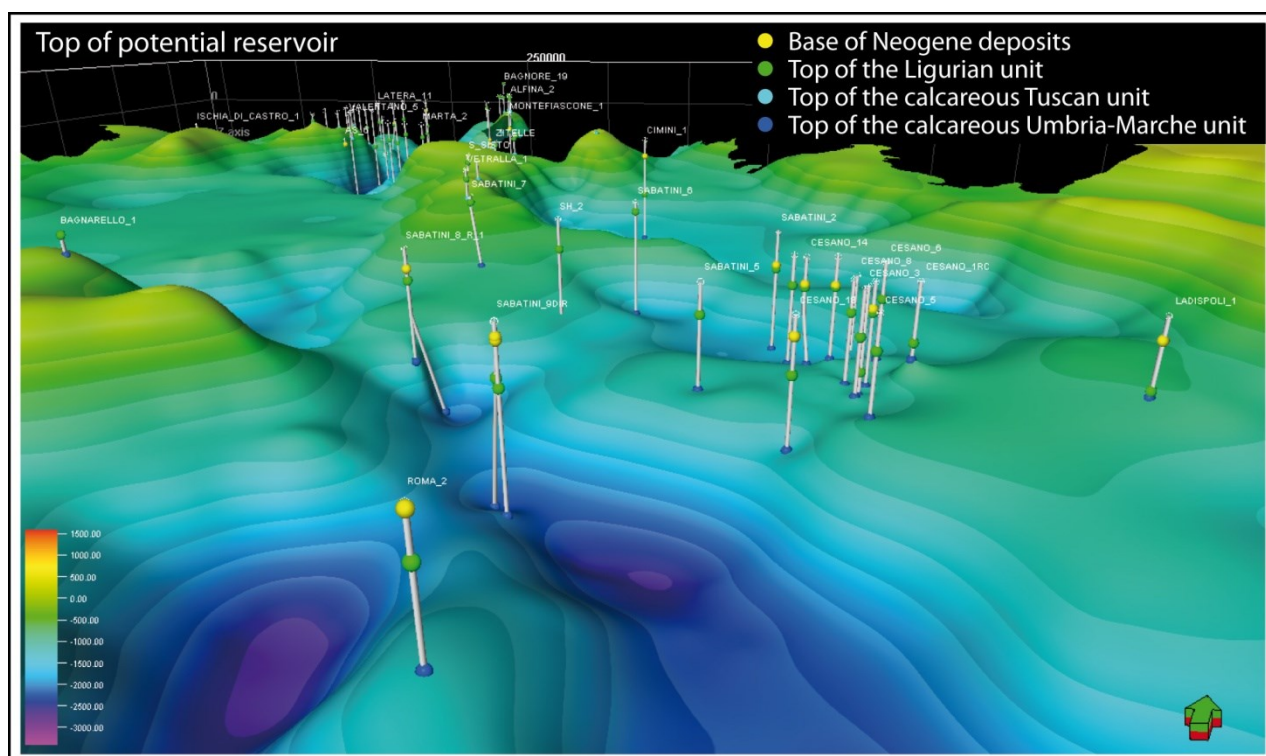 Top of potential reservoir
Base of Neogene deposits
Top of the Ligurian unit
Top of the calcareous Tuscan unit
Top of the calcareous Umbria-Marche unit
250000
BAGNORE_19
ALFINA_2
LATERA_11
VALENTANO_5
MONTEFIASCONE_1
ISCHIA_DI_CASTRO_1
MARTA_2
Z axis
ZITELLE
CIMINI_1
VETRALLA_1
SABATINI_7
SABATINI_6
BAGNARELLO_1
SH_2
SABATINI_2
SABATINI_8_R_1
CESANO_14
CESANO_6
CESANO_8
CESANO_1RC
SABATINI_5
CESANO_3
SABATINI_9DIR
CESANO_5
LADISPOLI_1
ROMA_2
1500.00
1000.00
500.00
0.00
-500.00
-1000.00
-1500.00
-2000.00
-2500.00
-3000.00